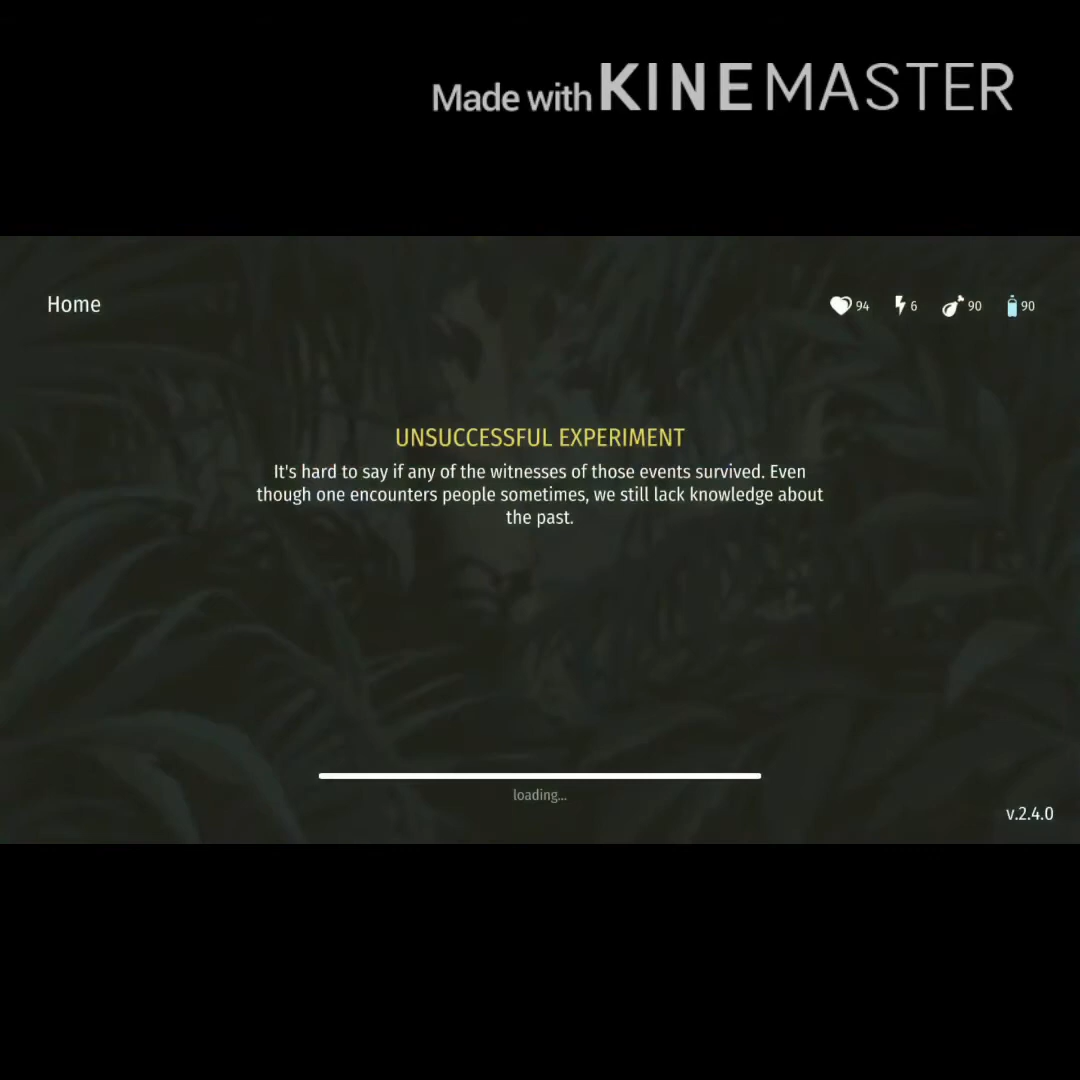 Made with KINEMASTER
Home
94 6 90 90
UNSUCCESSFUL EXPERIMENT
It's hard to say if any of the witnesses of those events survived. Even
though one encounters people sometimes, we still lack knowledge about
the past.
loading...
v.2.4.0